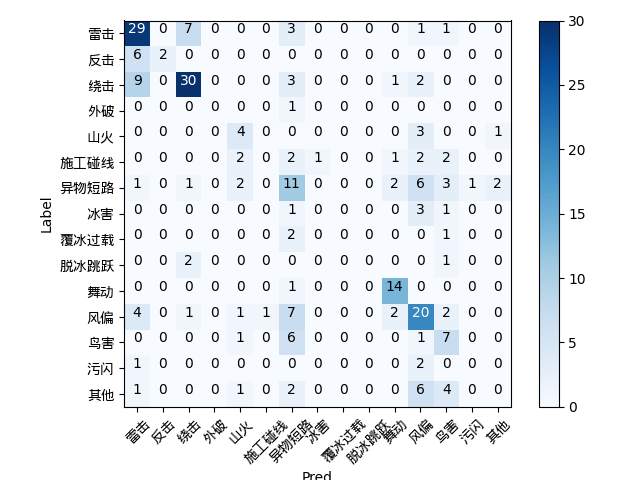 雷击 29 0 7 0 0 0 3 0 0 0 0 1 1 0 0
反击 6 2 0 0 0 0 0 0 0 0 0 0 0 0 0
绕击 9 0 30 0 0 0 3 0 0 0 1 2 0 0 0
外破 0 0 0 0 0 0 1 0 0 0 0 0 0 0 0
山火 0 0 0 0 4 0 0 0 0 0 0 3 0 0 1
施工碰线 0 0 0 0 2 0 2 1 0 0 1 2 2 0 0
异物短路 1 0 1 0 2 0 11 0 0 0 2 6 3 1 2
冰害 0 0 0 0 0 0 1 0 0 0 0 3 1 0 0
覆冰过载 0 0 0 0 0 0 2 0 0 0 0 0 1 0 0
脱冰跳跃 0 0 2 0 0 0 0 0 0 0 0 0 1 0 0
舞动 0 0 0 0 0 0 1 0 0 0 14 0 0 0 0
风偏 4 0 1 0 1 1 7 0 0 0 2 20 2 0 0
鸟害 0 0 0 0 1 0 6 0 0 0 0 1 7 0 0
污闪 1 0 0 0 0 0 0 0 0 0 0 2 0 0 0
其他 1 0 0 0 1 0 2 0 0 0 0 6 4 0 0
雷击 反击 绕击 外破 山火 施工碰线 异物短路 冰害 覆冰过载 脱冰跳跃 舞动 风偏 鸟害 污闪 其他
Label
Pred
30
25
20
15
10
5
0